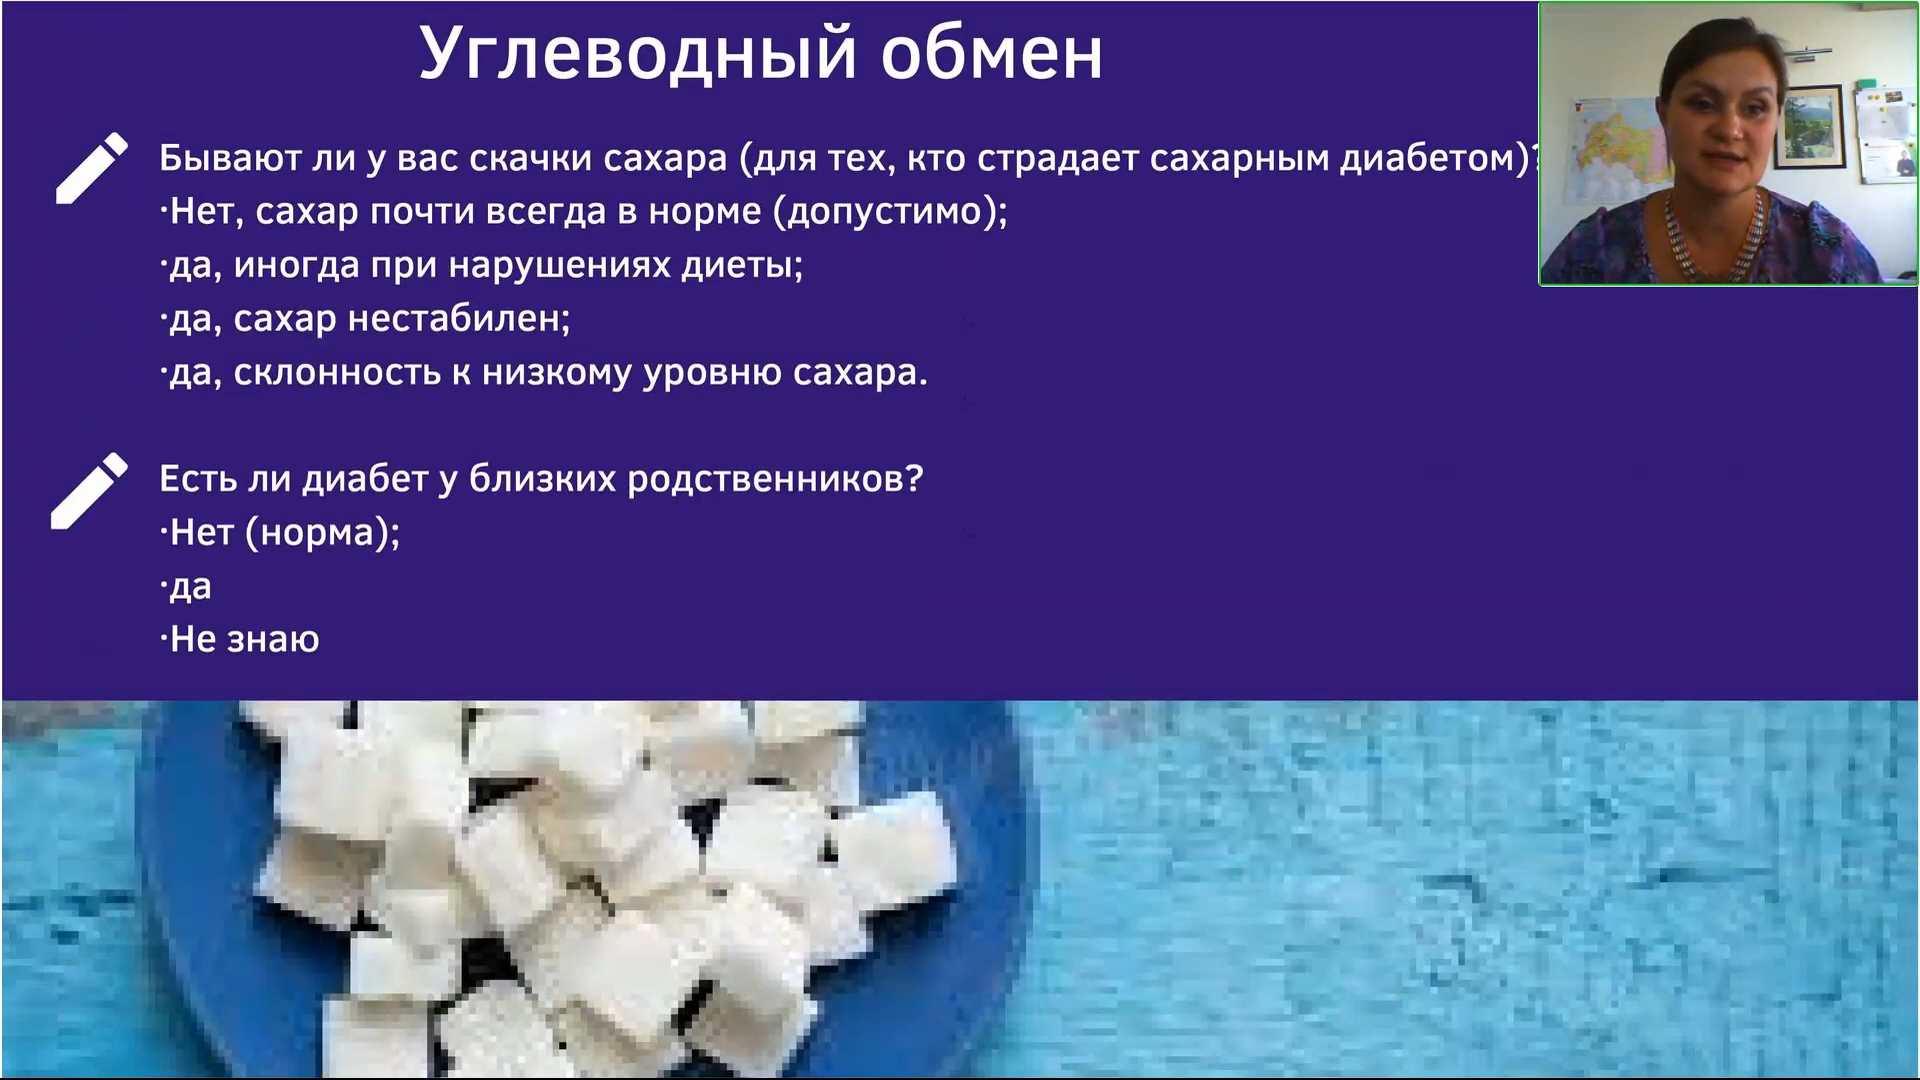 Углеводный обмен
Бывают ли у вас скачки сахара (для тех, кто страдает сахарным диабетом)?
·Нет, сахар почти всегда в норме (допустимо);
·да, иногда при нарушениях диеты;
·да, сахар нестабилен;
·да, склонность к низкому уровню сахара.
Есть ли диабет у близких родственников?
·Нет (норма);
·да
·Не знаю